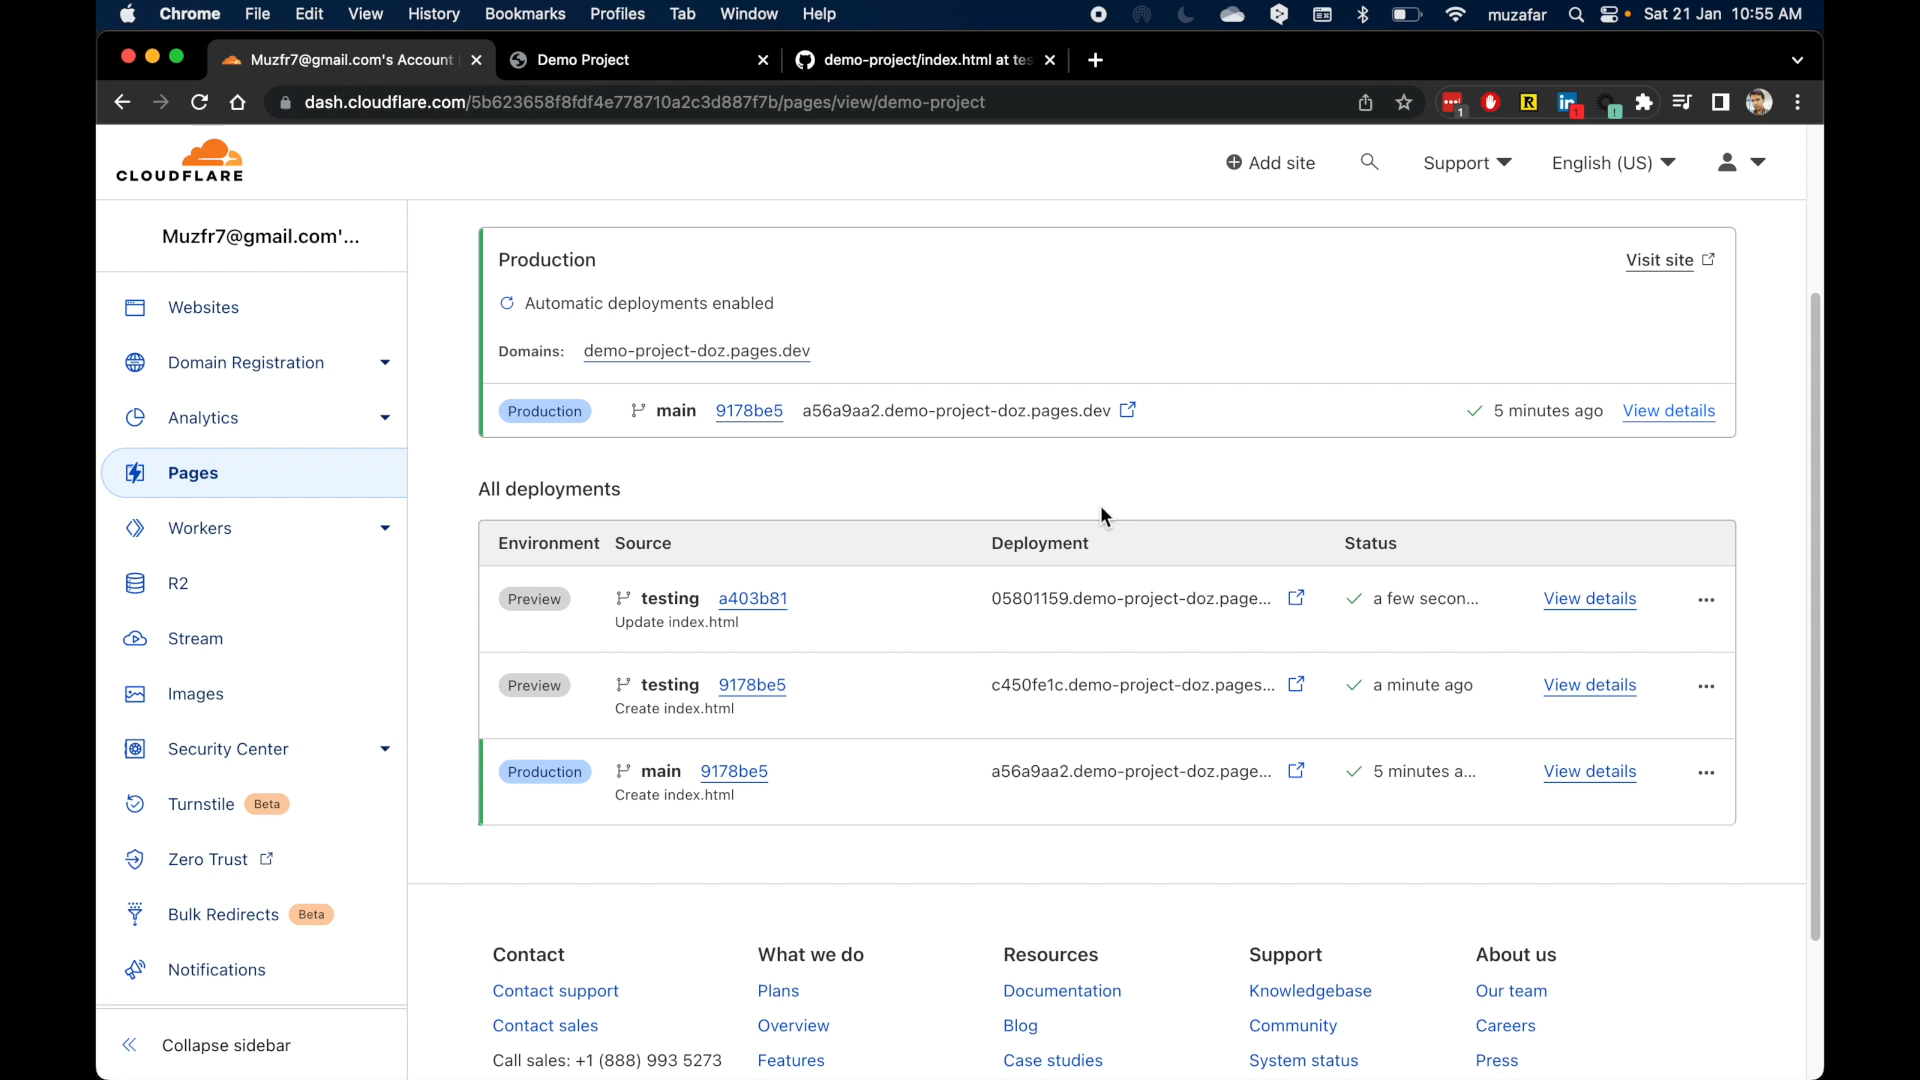 Chrome File Edit View History Bookmarks Profiles Tab Window Help muzafar Sat 21 Jan 10:55 AM
Muzfr7@gmail.com's Account Demo Project demo-project/index.html at tes
dash.cloudflare.com/5b623658f8fdf4e778710a2c3d887f7b/pages/view/demo-project
CLOUDFLARE
Add site Support English (US)
Muzfr7@gmail.com'...
Websites
Domain Registration
Analytics
Pages
Workers
R2
Stream
Images
Security Center
Turnstile Beta
Zero Trust
Bulk Redirects Beta
Notifications
Collapse sidebar
Production Visit site
Automatic deployments enabled
Domains: demo-project-doz.pages.dev
Production main 9178be5 a56a9aa2.demo-project-doz.pages.dev 5 minutes ago View details
All deployments
Environment Source Deployment Status
Preview testing a403b81 05801159.demo-project-doz.page... a few secon... View details
Update index.html
Preview testing 9178be5 c450fe1c.demo-project-doz.pages... a minute ago View details
Create index.html
Production main 9178be5 a56a9aa2.demo-project-doz.page... 5 minutes a... View details
Create index.html
Contact What we do Resources Support About us
Contact support Plans Documentation Knowledgebase Our team
Contact sales Overview Blog Community Careers
Call sales: +1 (888) 993 5273 Features Case studies System status Press